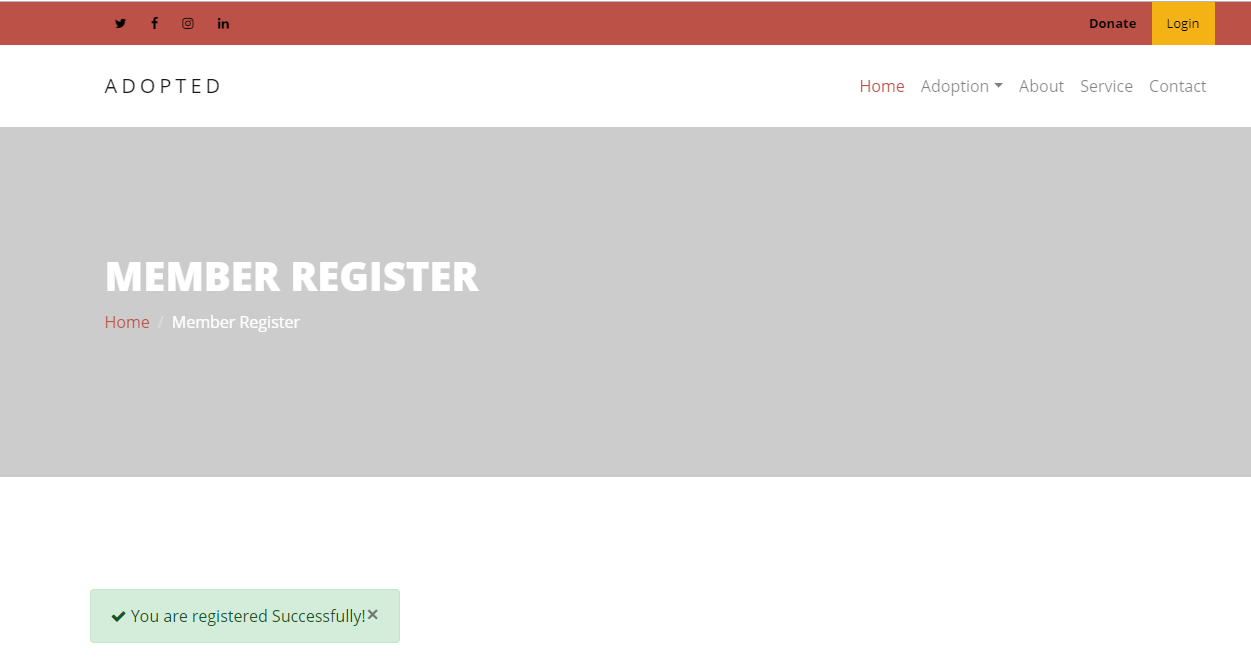 Donate Login
ADOPTED
Home Adoption About Service Contact
MEMBER REGISTER
Home / Member Register
You are registered Successfully!×